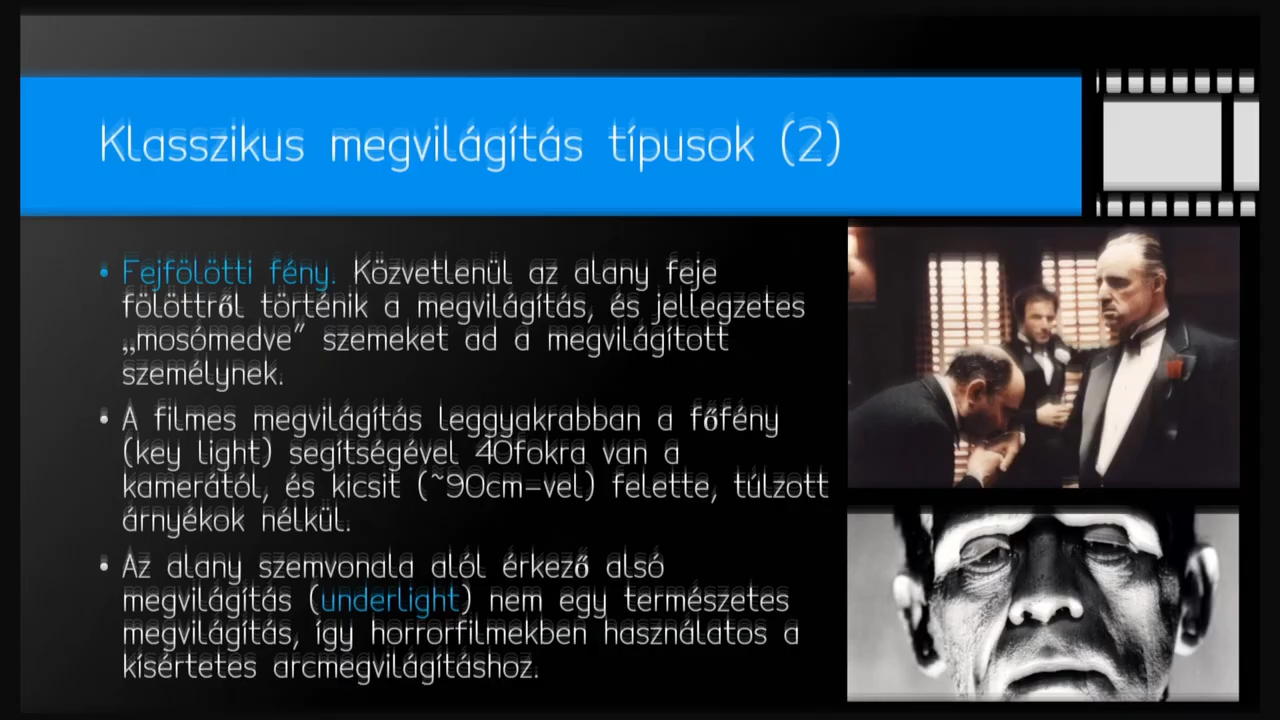 Klasszikus megvilágítás típusok (2)
• Fejfölötti fény. Közvetlenül az alany feje
fölöttről történik a megvilágítás, és jellegzetes
„mosómedve” szemeket ad a megvilágított
személynek.
• A filmes megvilágítás leggyakrabban a főfény
(key light) segítségével 40fokra van a
kamerától, és kicsit (~90cm-vel) felette, túlzott
árnyékok nélkül.
• Az alany szemvonala alól érkező alsó
megvilágítás (underlight) nem egy természetes
megvilágítás, így horrorfilmekben használatos a
kísértetes arcmegvilágításhoz.